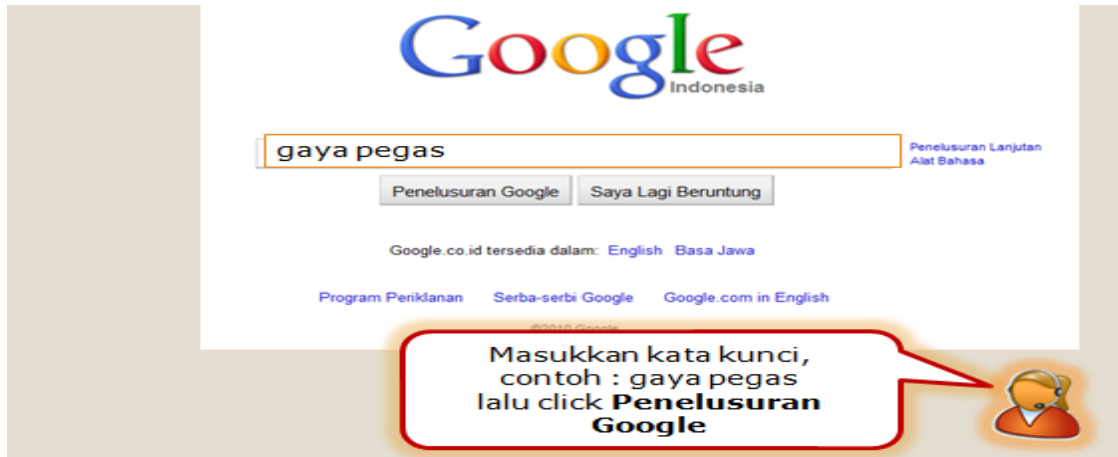 Google
Indonesia
gaya pegas
Penelusuran Lanjutan
Alat Bahasa
Penelusuran Google
Saya Lagi Beruntung
Google.co.id tersedia dalam: English Basa Jawa
Program Periklanan Serba-serbi Google Google.com in English
©2010 Google
Masukkan kata kunci,
contoh : gaya pegas
lalu click Penelusuran
Google